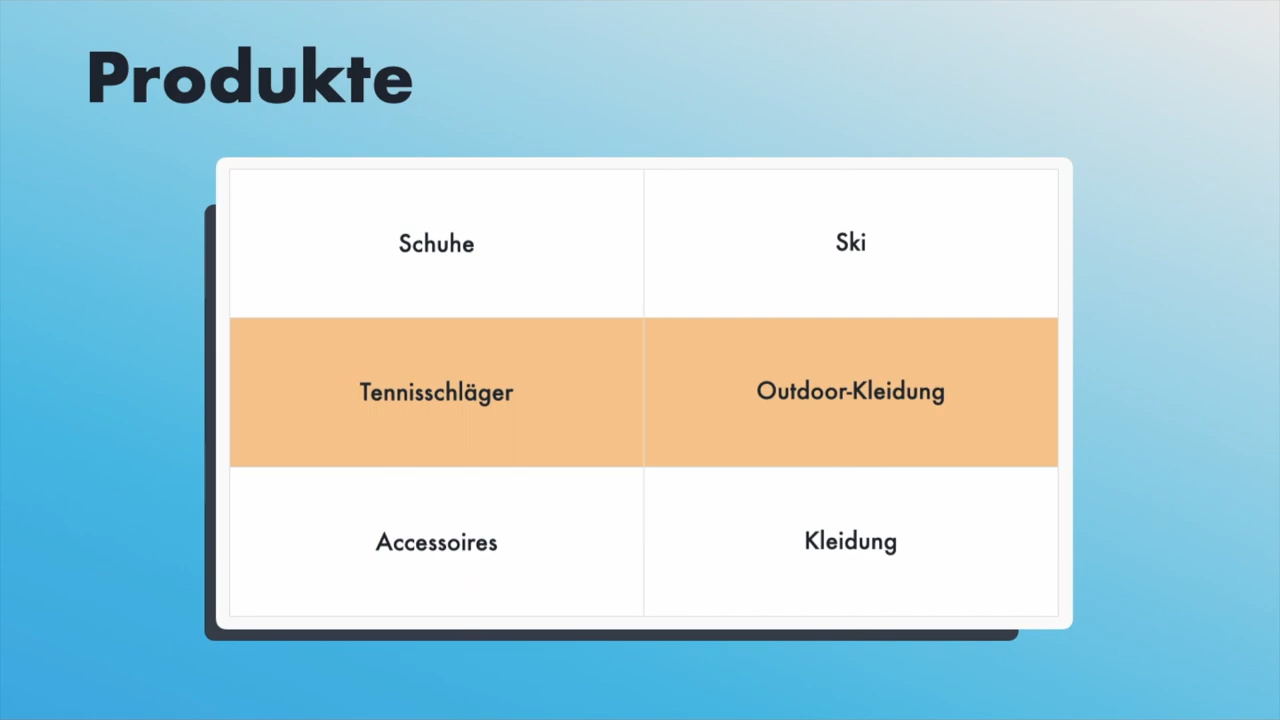 Produkte
Schuhe
Ski
Tennisschläger
Outdoor-Kleidung
Accessoires
Kleidung